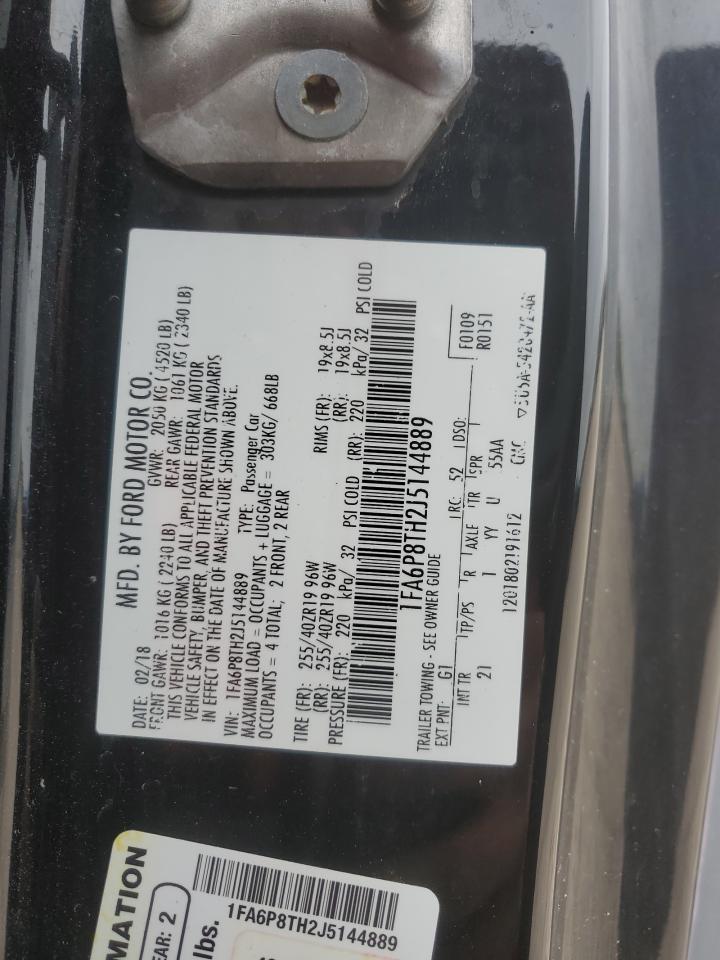 MFD. BY FORD MOTOR CO.
DATE: 02/18 GVWR: 2050 KG ( 4520 LB)
FRONT GAWR: 1016 KG ( 2240 LB) REAR GAWR: 1061 KG ( 2340 LB)
THIS VEHICLE CONFORMS TO ALL APPLICABLE FEDERAL MOTOR
VEHICLE SAFETY, BUMPER, AND THEFT PREVENTION STANDARDS
IN EFFECT ON THE DATE OF MANUFACTURE SHOWN ABOVE.
VIN: 1FA6P8TH2J5144889 TYPE: Passenger Car
MAXIMUM LOAD = OCCUPANTS + LUGGAGE = 303KG/ 668LB
OCCUPANTS = 4 TOTAL; 2 FRONT, 2 REAR
TIRE (FR): 255/40ZR19 96W RIMS (FR): 19x8.5J
(RR): 255/40ZR19 96W (RR): 19x8.5J
PRESSURE (FR): 220 kPa/ 32 PSI COLD (RR): 220 kPa/ 32 PSI COLD
1FA6P8TH2J5144889
TRAILER TOWING - SEE OWNER GUIDE
EXT PNT: G1 RC: 52 DSO: F0109
R0151
INT TR TP/PS R AXLE TR SPR
21 I YY U 55AA
1201802191612
MATION
EAR: 2
lbs.
1FA6P8TH2J5144889